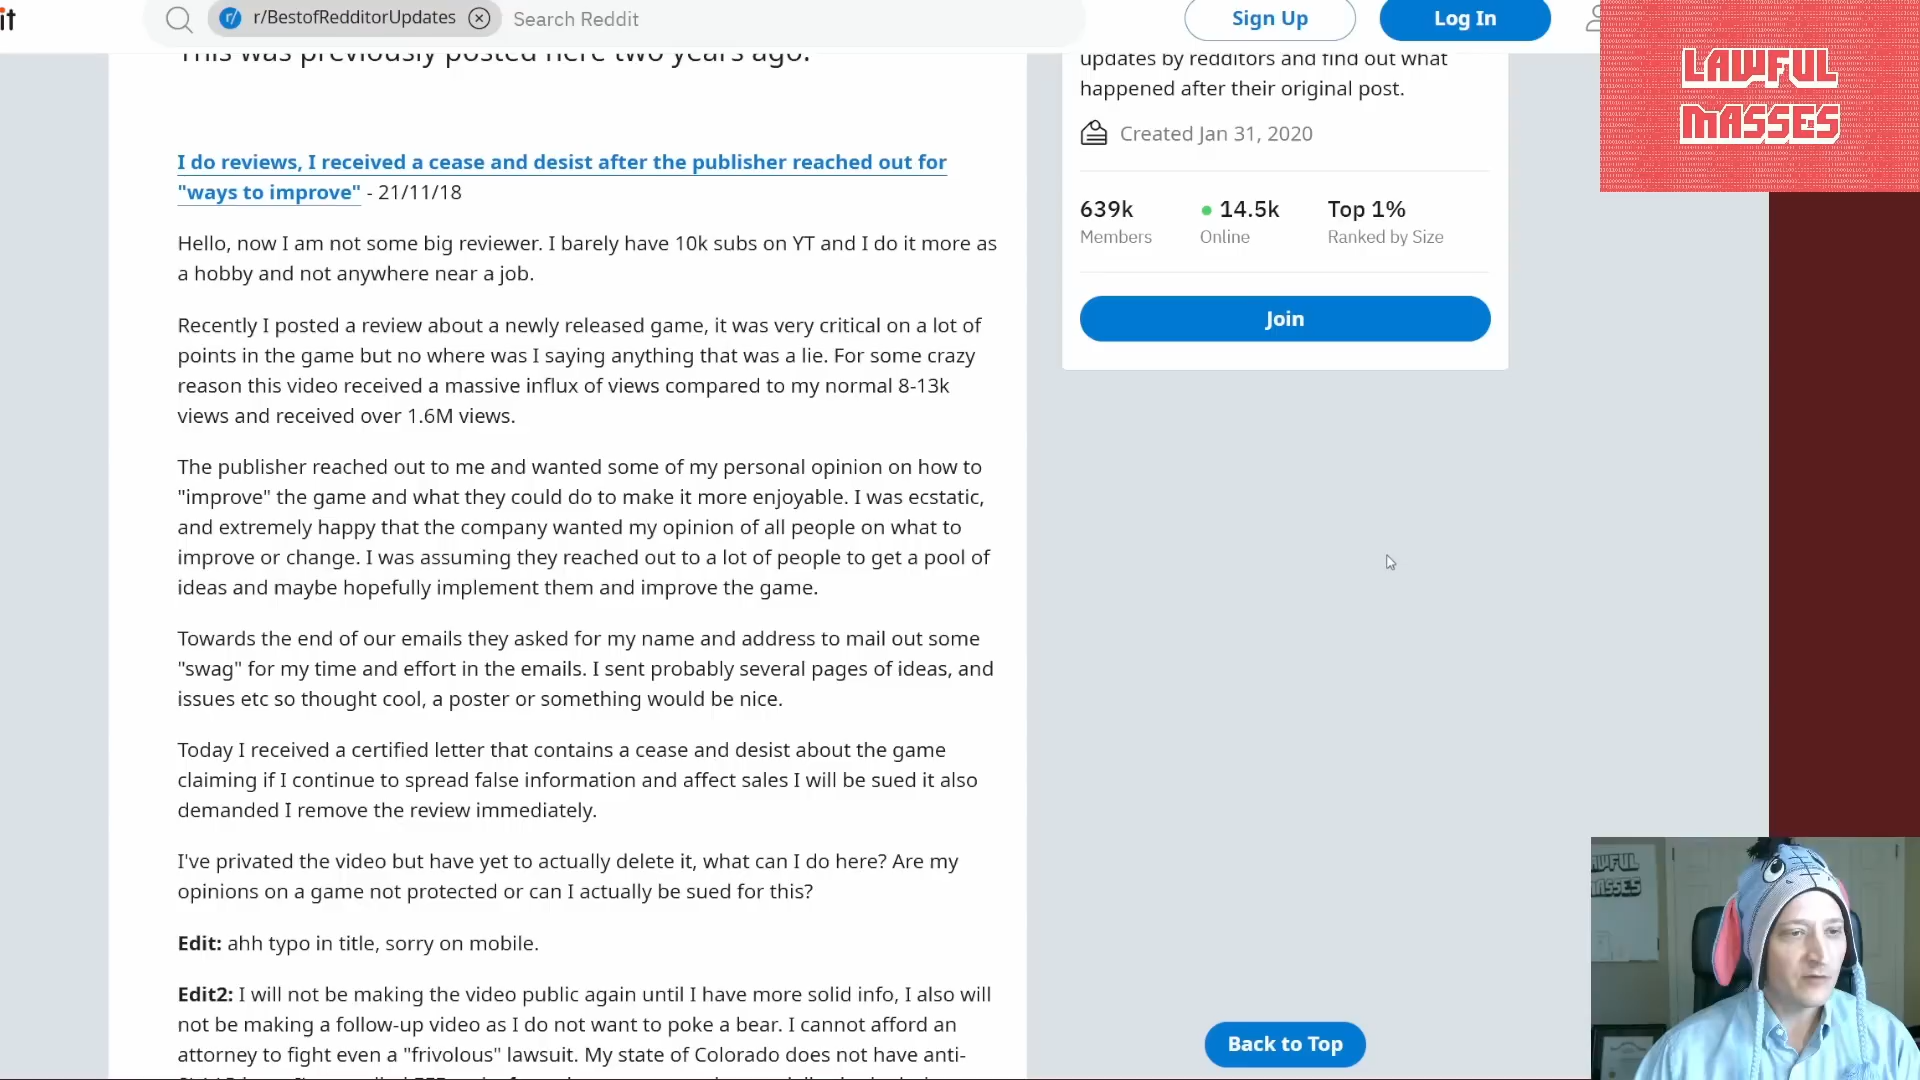 it
r/BestofRedditorUpdates
Search Reddit
Sign Up
Log In
LAWFUL
MASSES
This was previously posted here two years ago.
I do reviews, I received a cease and desist after the publisher reached out for
"ways to improve" - 21/11/18
Hello, now I am not some big reviewer. I barely have 10k subs on YT and I do it more as
a hobby and not anywhere near a job.
Recently I posted a review about a newly released game, it was very critical on a lot of
points in the game but no where was I saying anything that was a lie. For some crazy
reason this video received a massive influx of views compared to my normal 8-13k
views and received over 1.6M views.
The publisher reached out to me and wanted some of my personal opinion on how to
"improve" the game and what they could do to make it more enjoyable. I was ecstatic,
and extremely happy that the company wanted my opinion of all people on what to
improve or change. I was assuming they reached out to a lot of people to get a pool of
ideas and maybe hopefully implement them and improve the game.
Towards the end of our emails they asked for my name and address to mail out some
"swag" for my time and effort in the emails. I sent probably several pages of ideas, and
issues etc so thought cool, a poster or something would be nice.
Today I received a certified letter that contains a cease and desist about the game
claiming if I continue to spread false information and affect sales I will be sued it also
demanded I remove the review immediately.
I've privated the video but have yet to actually delete it, what can I do here? Are my
opinions on a game not protected or can I actually be sued for this?
Edit: ahh typo in title, sorry on mobile.
Edit2: I will not be making the video public again until I have more solid info, I also will
not be making a follow-up video as I do not want to poke a bear. I cannot afford an
attorney to fight even a "frivolous" lawsuit. My state of Colorado does not have anti-
updates by redditors and find out what
happened after their original post.
Created Jan 31, 2020
639k
Members
14.5k
Online
Top 1%
Ranked by Size
Join
Back to Top
AWFUL
ASSES